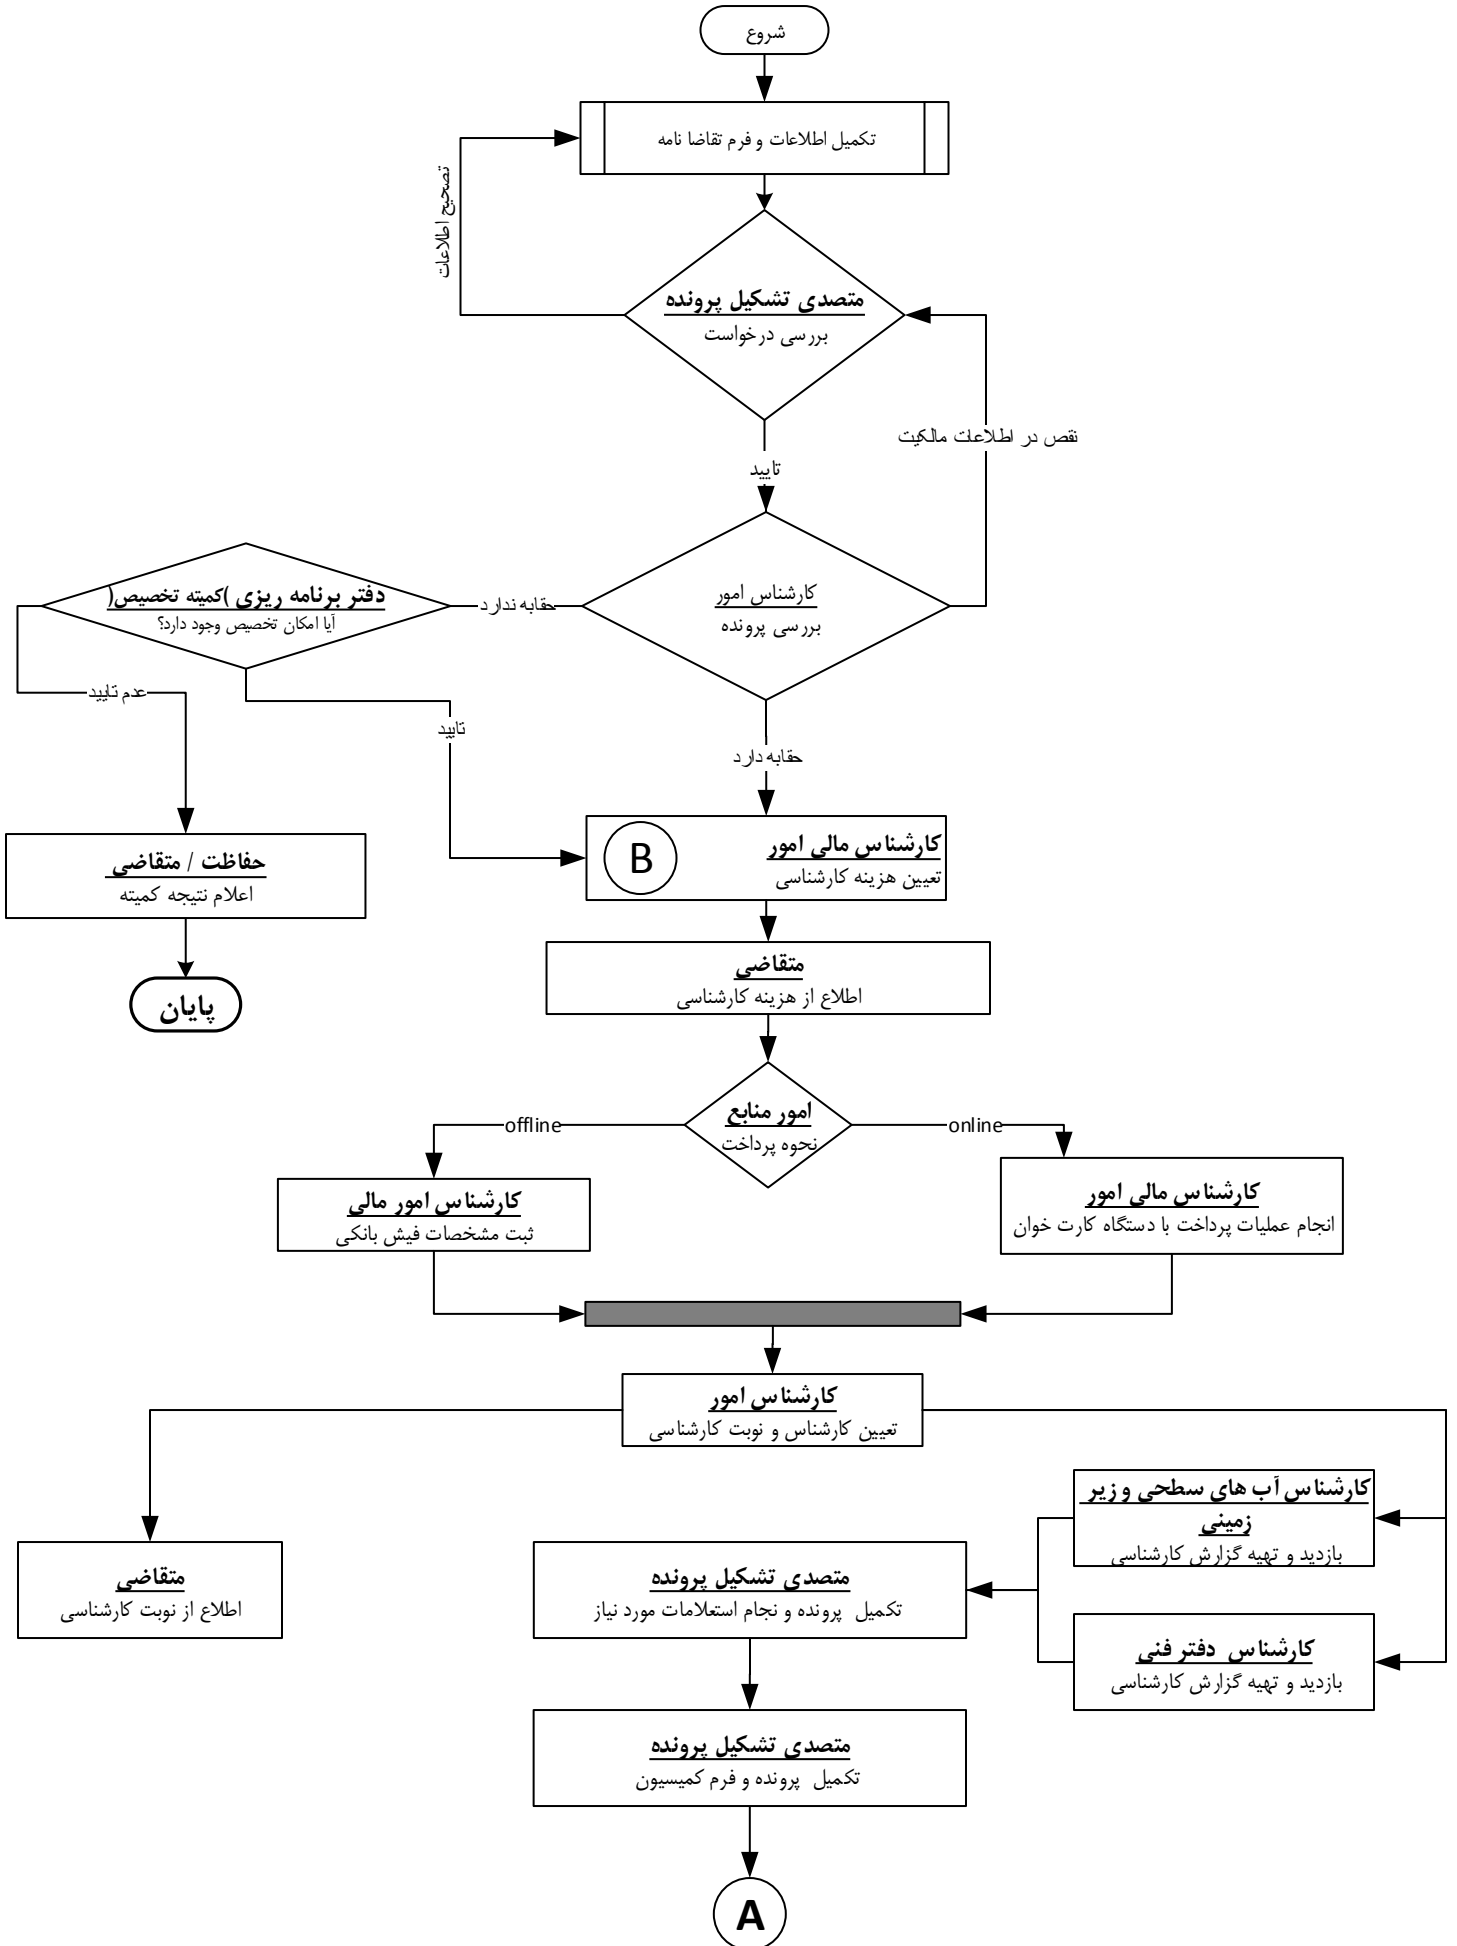 شروع
تکمیل اطلاعات و فرم تقاضا نامه
تصحیح اطلاعات
متصدی تشکیل پرونده
بررسی درخواست
نقص در اطلاعات مالکیت
تایید
کارشناس امور
بررسی پرونده
حقابه ندارد
دفتر برنامه ریزی )کمیته تخصیص(
آیا امکان تخصیص وجود دارد؟
عدم تایید
تایید
حقابه دارد
کارشناس مالی امور
تعیین هزینه کارشناسی
B
حفاظت / متقاضی
اعلام نتیجه کمیته
پایان
متقاضی
اطلاع از هزینه کارشناسی
امور منابع
نحوه پرداخت
online
offline
کارشناس مالی امور
انجام عملیات پرداخت با دستگاه کارت خوان
کارشناس امور مالی
ثبت مشخصات فیش بانکی
کارشناس امور
تعیین کارشناس و نوبت کارشناسی
کارشناس آب های سطحی و زیر
زمینی
بازدید و تهیه گزارش کارشناسی
متصدی تشکیل پرونده
تکمیل پرونده و نجام استعلامات مورد نیاز
متقاضی
اطلاع از نوبت کارشناسی
کارشناس دفتر فنی
بازدید و تهیه گزارش کارشناسی
متصدی تشکیل پرونده
تکمیل پرونده و فرم کمیسیون
A